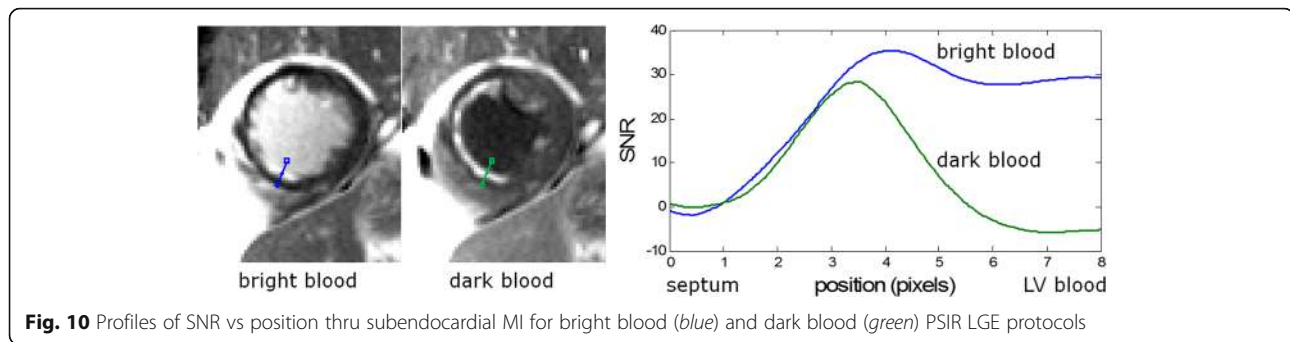 bright blood
dark blood
SNR
40
30
20
10
0
-10
0 1 2 3 4 5 6 7 8
septum position (pixels) LV blood
bright blood
dark blood
Fig. 10 Profiles of SNR vs position thru subendocardial MI for bright blood (blue) and dark blood (green) PSIR LGE protocols